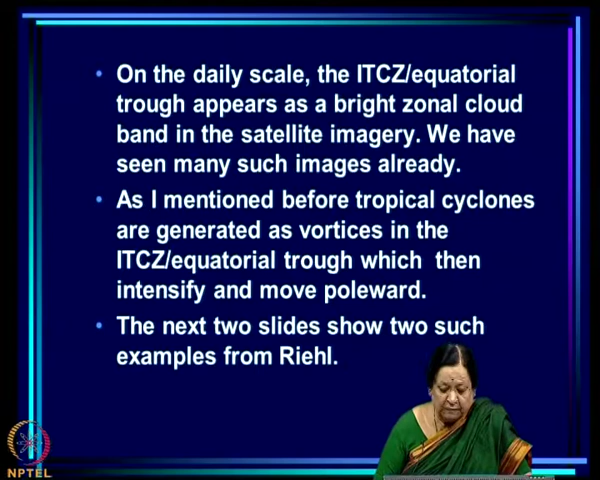 On the daily scale, the ITCZ/equatorial
trough appears as a bright zonal cloud
band in the satellite imagery. We have
seen many such images already.
As I mentioned before tropical cyclones
are generated as vortices in the
ITCZ/equatorial trough which then
intensify and move poleward.
The next two slides show two such
examples from Riehl.
NPTEL